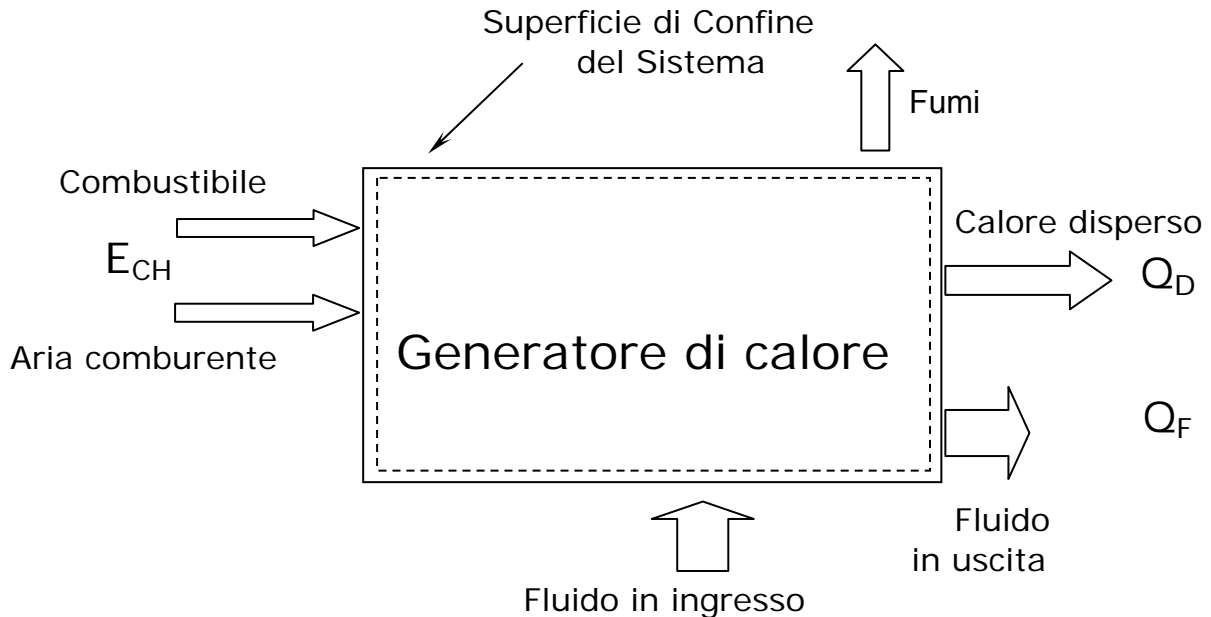 Superficie di Confine
del Sistema
Fumi
Combustibile
E_CH
Aria comburente
Generatore di calore
Calore disperso
Q_D
Q_F
Fluido
in uscita
Fluido in ingresso